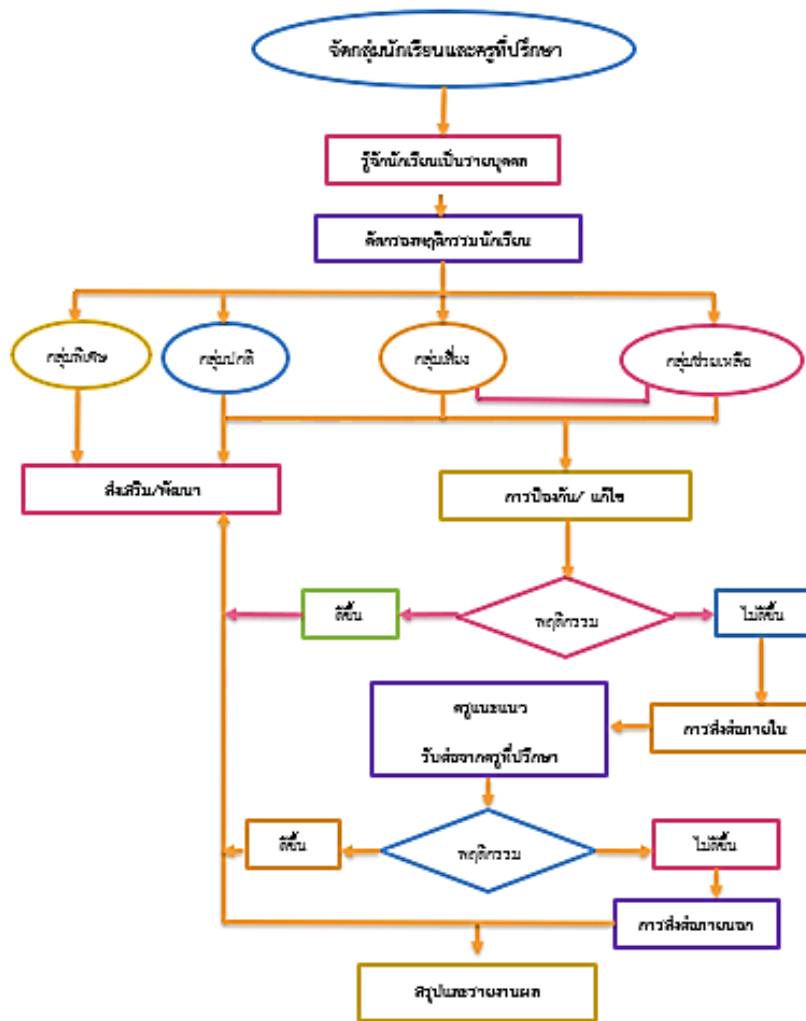 จัดกลุ่มนักเรียนและครูที่ปรึกษา
รู้จักนักเรียนเป็นรายบุคคล
คัดกรองพฤติกรรมนักเรียน
กลุ่มพิเศษ
กลุ่มปกติ
กลุ่มเสี่ยง
กลุ่มช่วยเหลือ
ส่งเสริม/พัฒนา
การป้องกัน/ แก้ไข
ดีขึ้น
พฤติกรรม
ไม่ดีขึ้น
ครูแนะแนว
รับต่อจากครูที่ปรึกษา
การส่งต่อภายใน
ดีขึ้น
พฤติกรรม
ไม่ดีขึ้น
การส่งต่อภายนอก
สรุปและรายงานผล